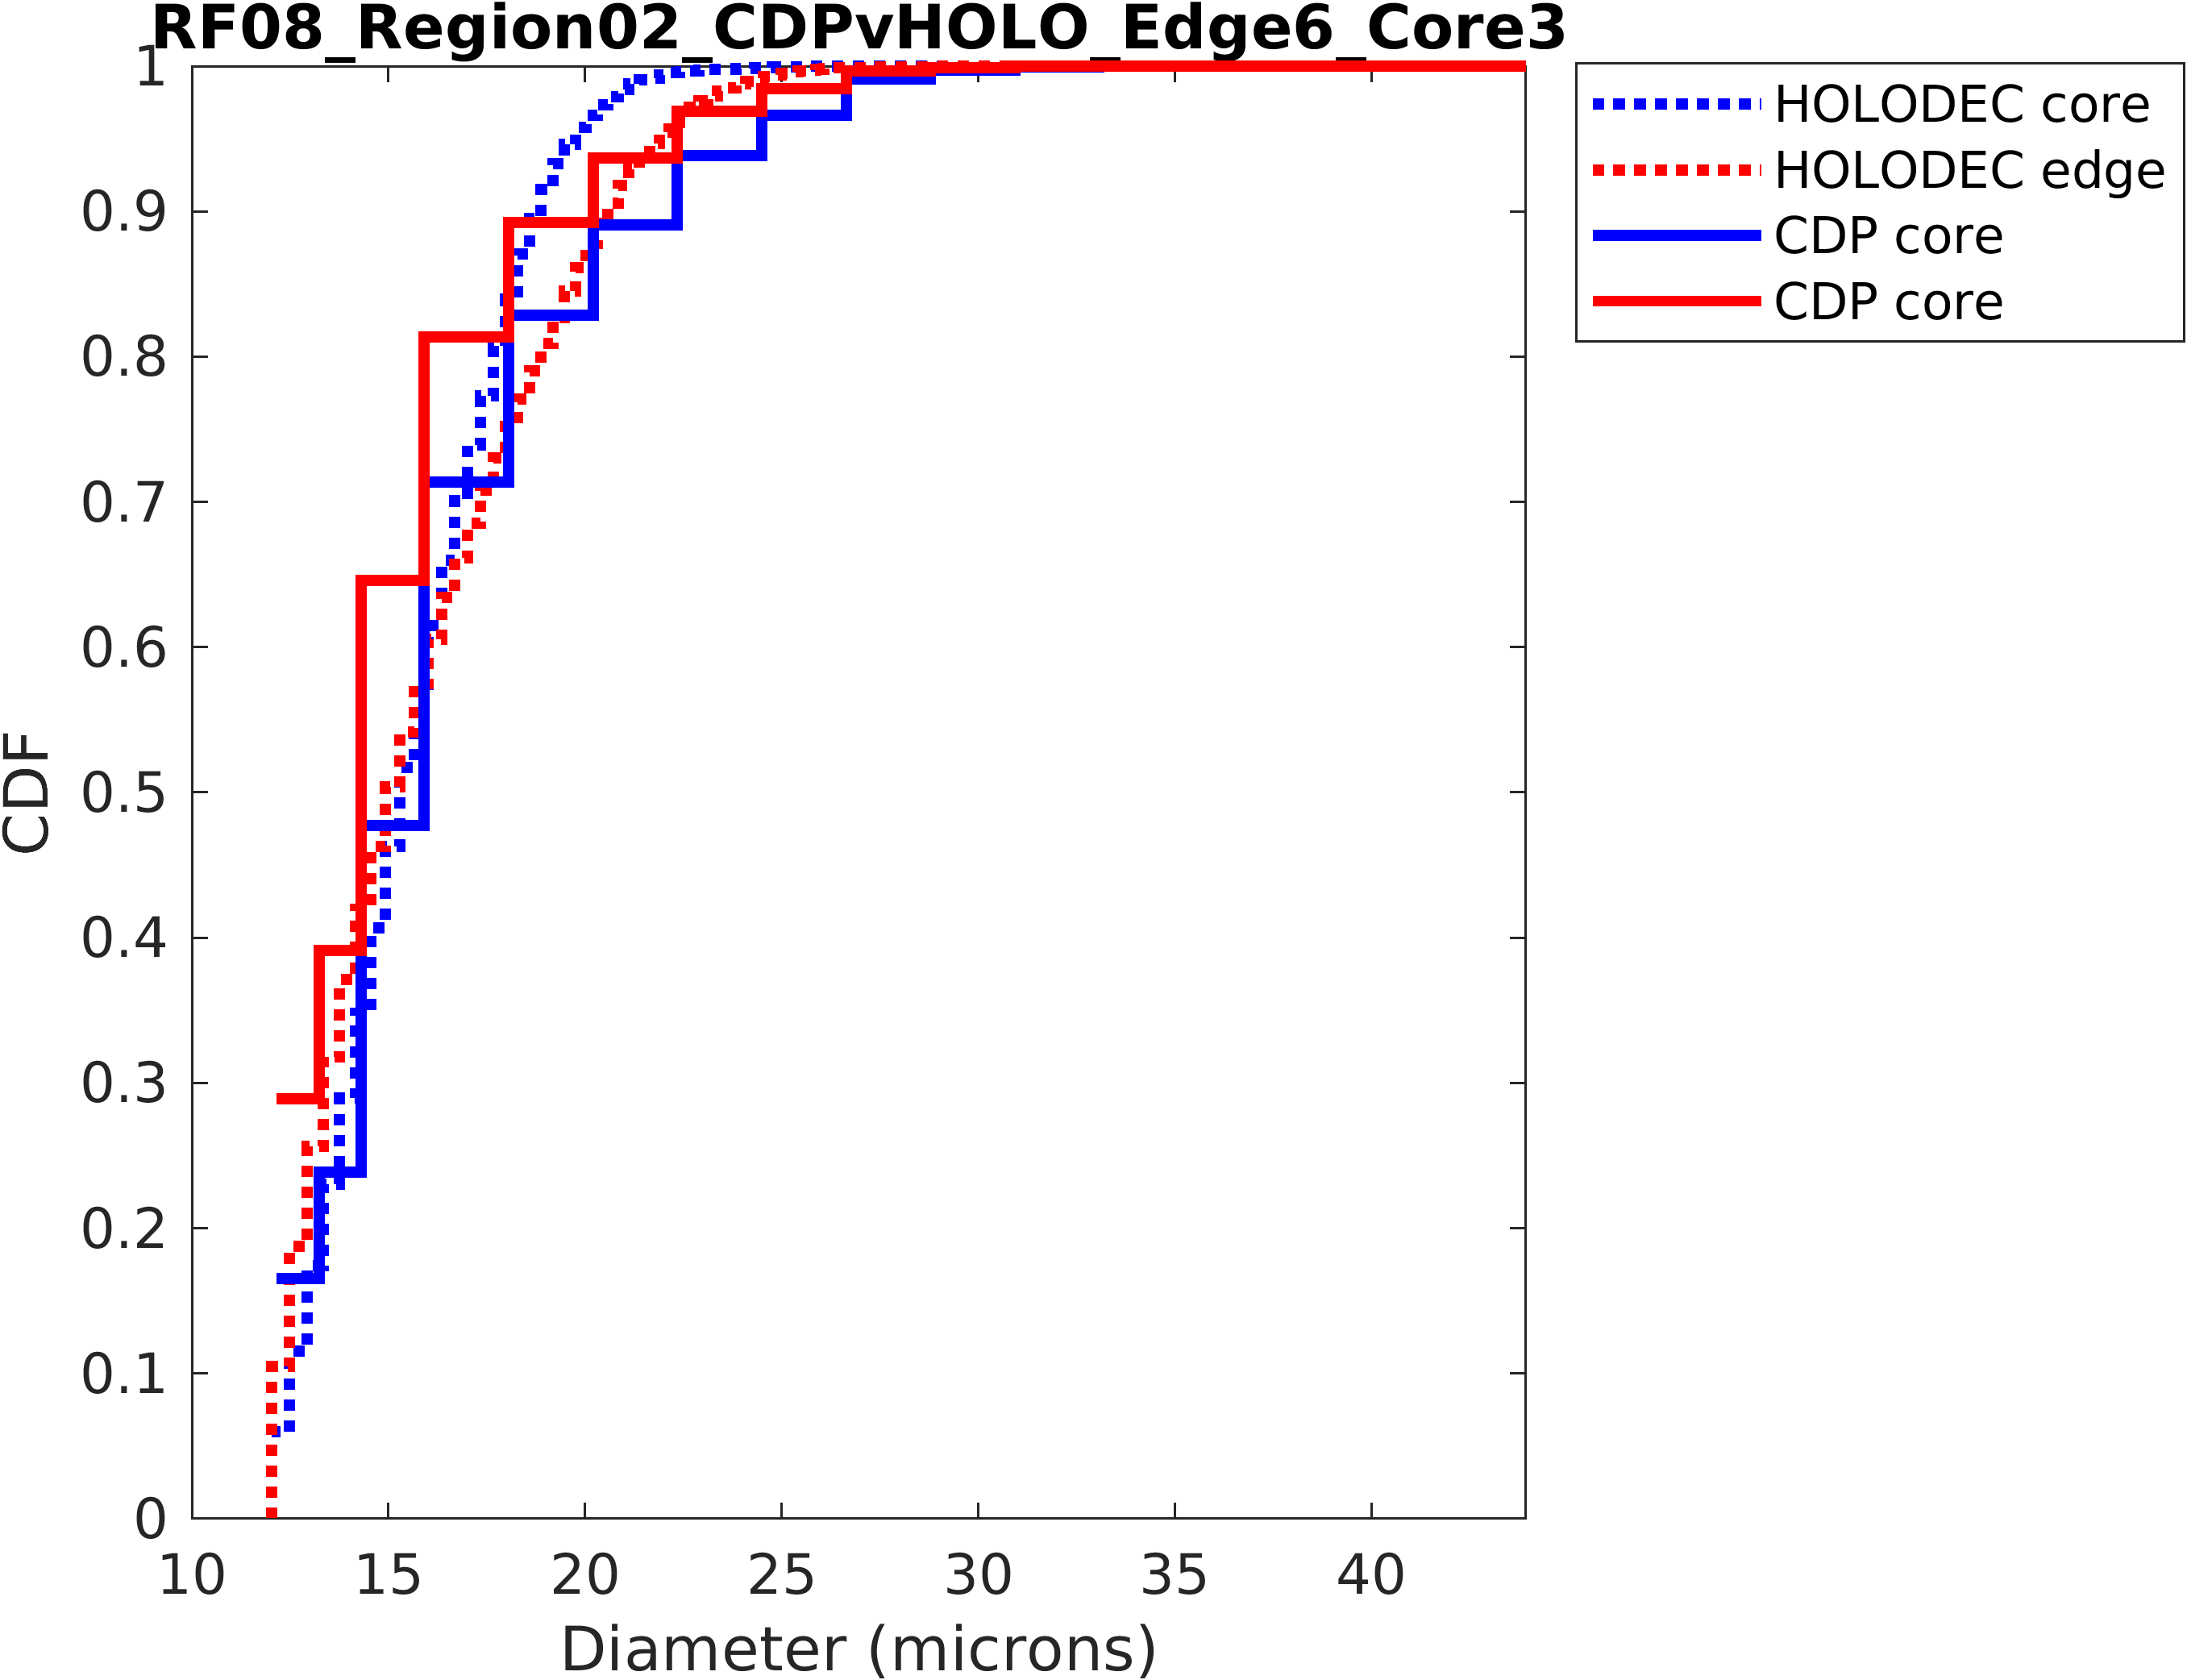 RF08_Region02_CDPvHOLO_Edge6_Core3
1
0.9
0.8
0.7
0.6
0.5
0.4
0.3
0.2
0.1
0
CDF
10 15 20 25 30 35 40
Diameter (microns)
HOLODEC core
HOLODEC edge
CDP core
CDP core